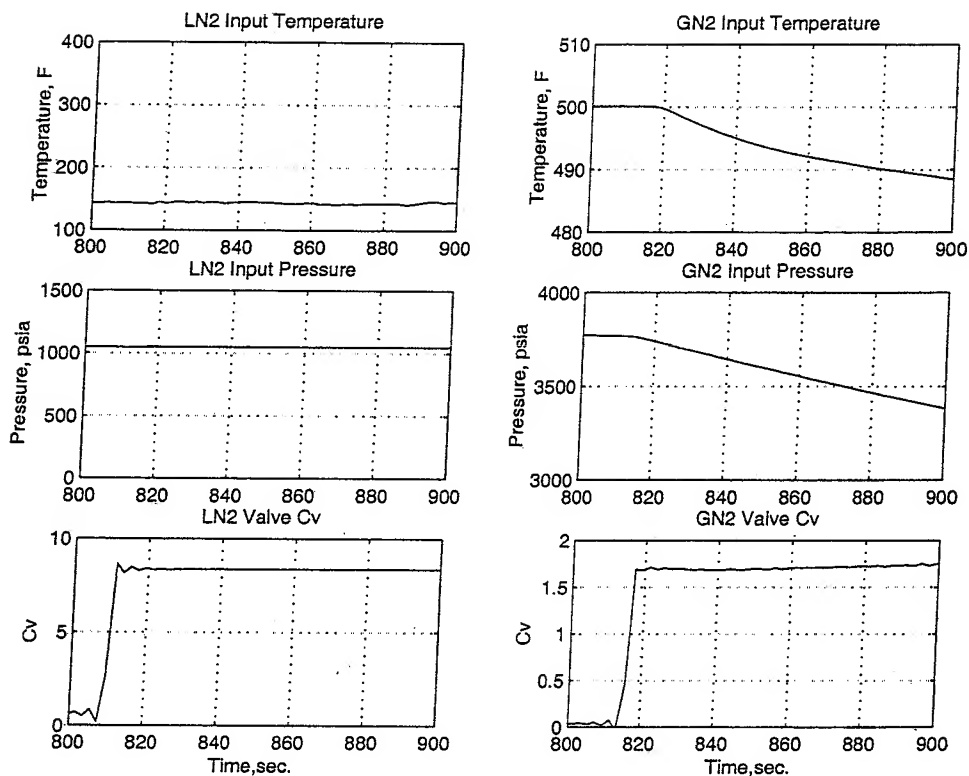 LN2 Input Temperature
400
300
200
100
Temperature, F
800 820 840 860 880 900
GN2 Input Temperature
510
500
490
480
Temperature, F
800 820 840 860 880 900
LN2 Input Pressure
1500
1000
500
0
Pressure, psia
800 820 840 860 880 900
GN2 Input Pressure
4000
3500
3000
Pressure, psia
800 820 840 860 880 900
LN2 Valve Cv
10
5
0
Cv
800 820 840 860 880 900
Time,sec.
GN2 Valve Cv
2
1.5
1
0.5
0
Cv
800 820 840 860 880 900
Time,sec.